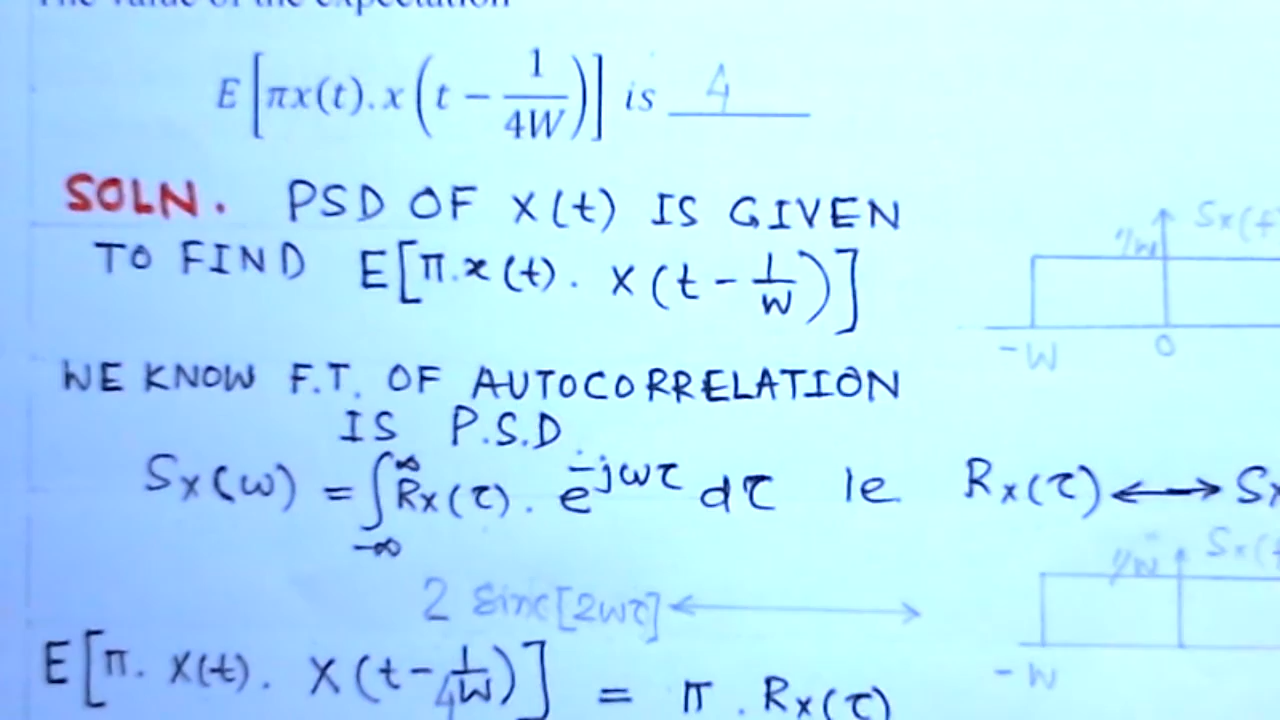 The value of the expectation
E[πx(t).x(t − 1/4W)] is 4
SOLN. PSD OF X(t) IS GIVEN
TO FIND E[π.x(t). X(t - 1/W)]
Sx(f
1/W
-W 0
WE KNOW F.T. OF AUTOCORRELATION
IS P.S.D.
Sx(ω) = ∫ Rx(τ). e^-jωτ dτ ie Rx(τ) ⟷ Sx
∞
-∞
1/W Sx(f
2 sinc[2Wτ] ⟷
-W
E[π. X(t). X(t - 1/4W)] = π . Rx(τ)